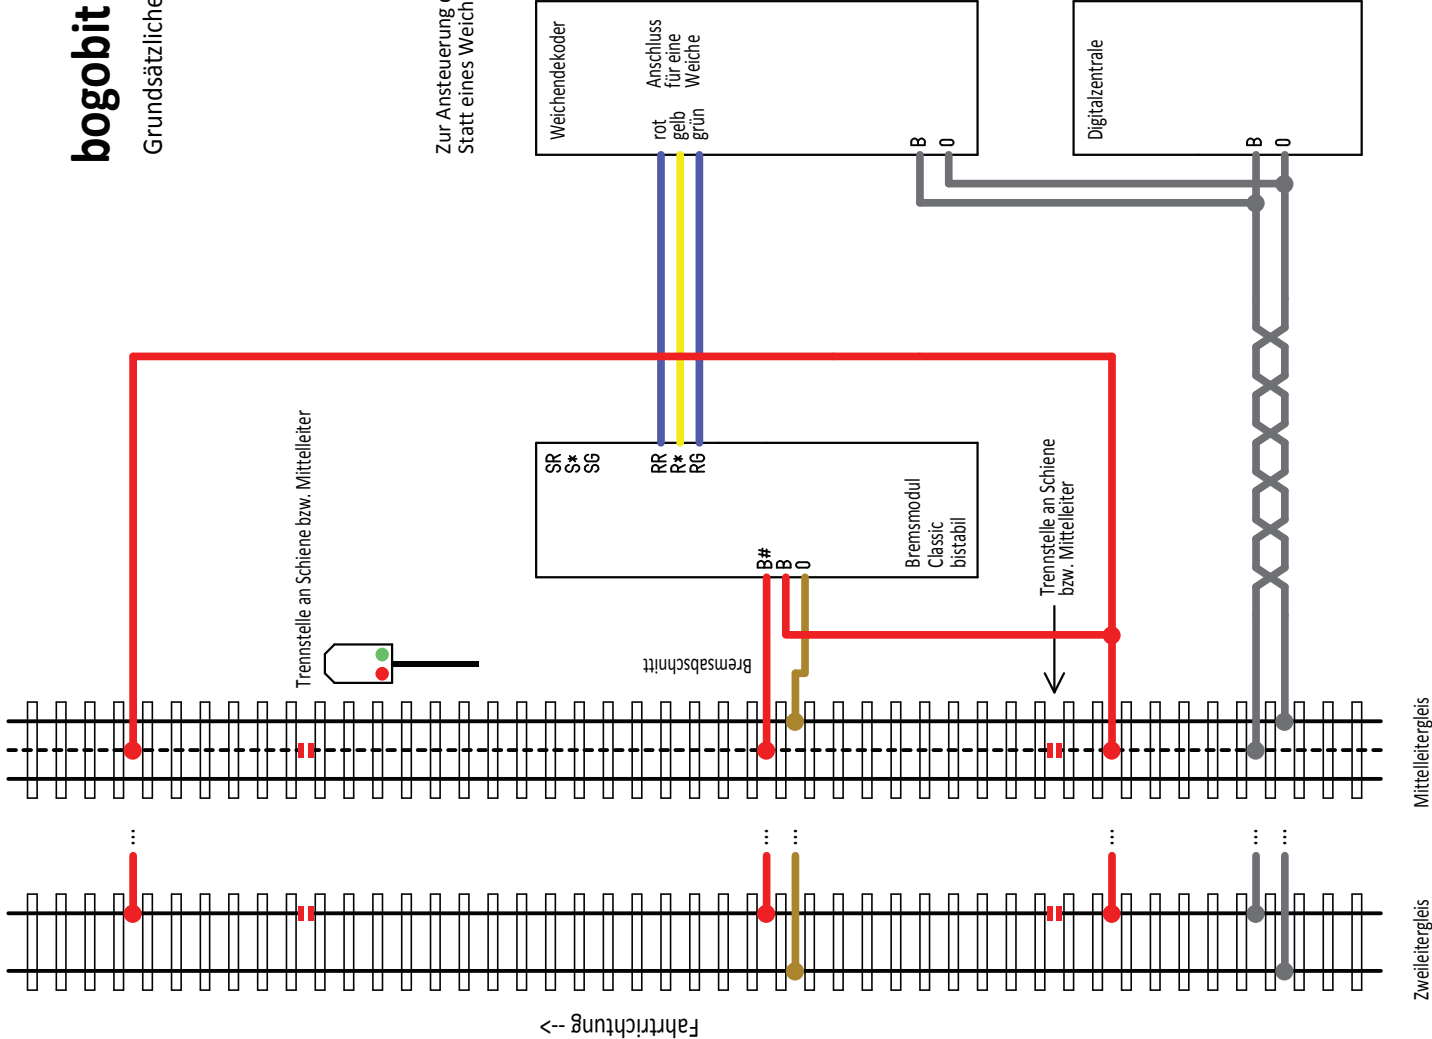 bogobit
Grundsätzliche
Zur Ansteuerung
Statt eines Weich
Weichendekoder
rot
gelb
grün
Anschluss
für eine
Weiche
B
0
Digitalzentrale
B
0
Trennstelle an Schiene bzw. Mittelleiter
SR
S*
SG
RR
R*
RG
B#
B
0
Bremsmodul
Classic
bistabil
Bremsabschnitt
Trennstelle an Schiene
bzw. Mittelleiter
Mittelleitergleis
...
...
...
...
...
...
Zweileitergleis
Fahrtrichtung -->